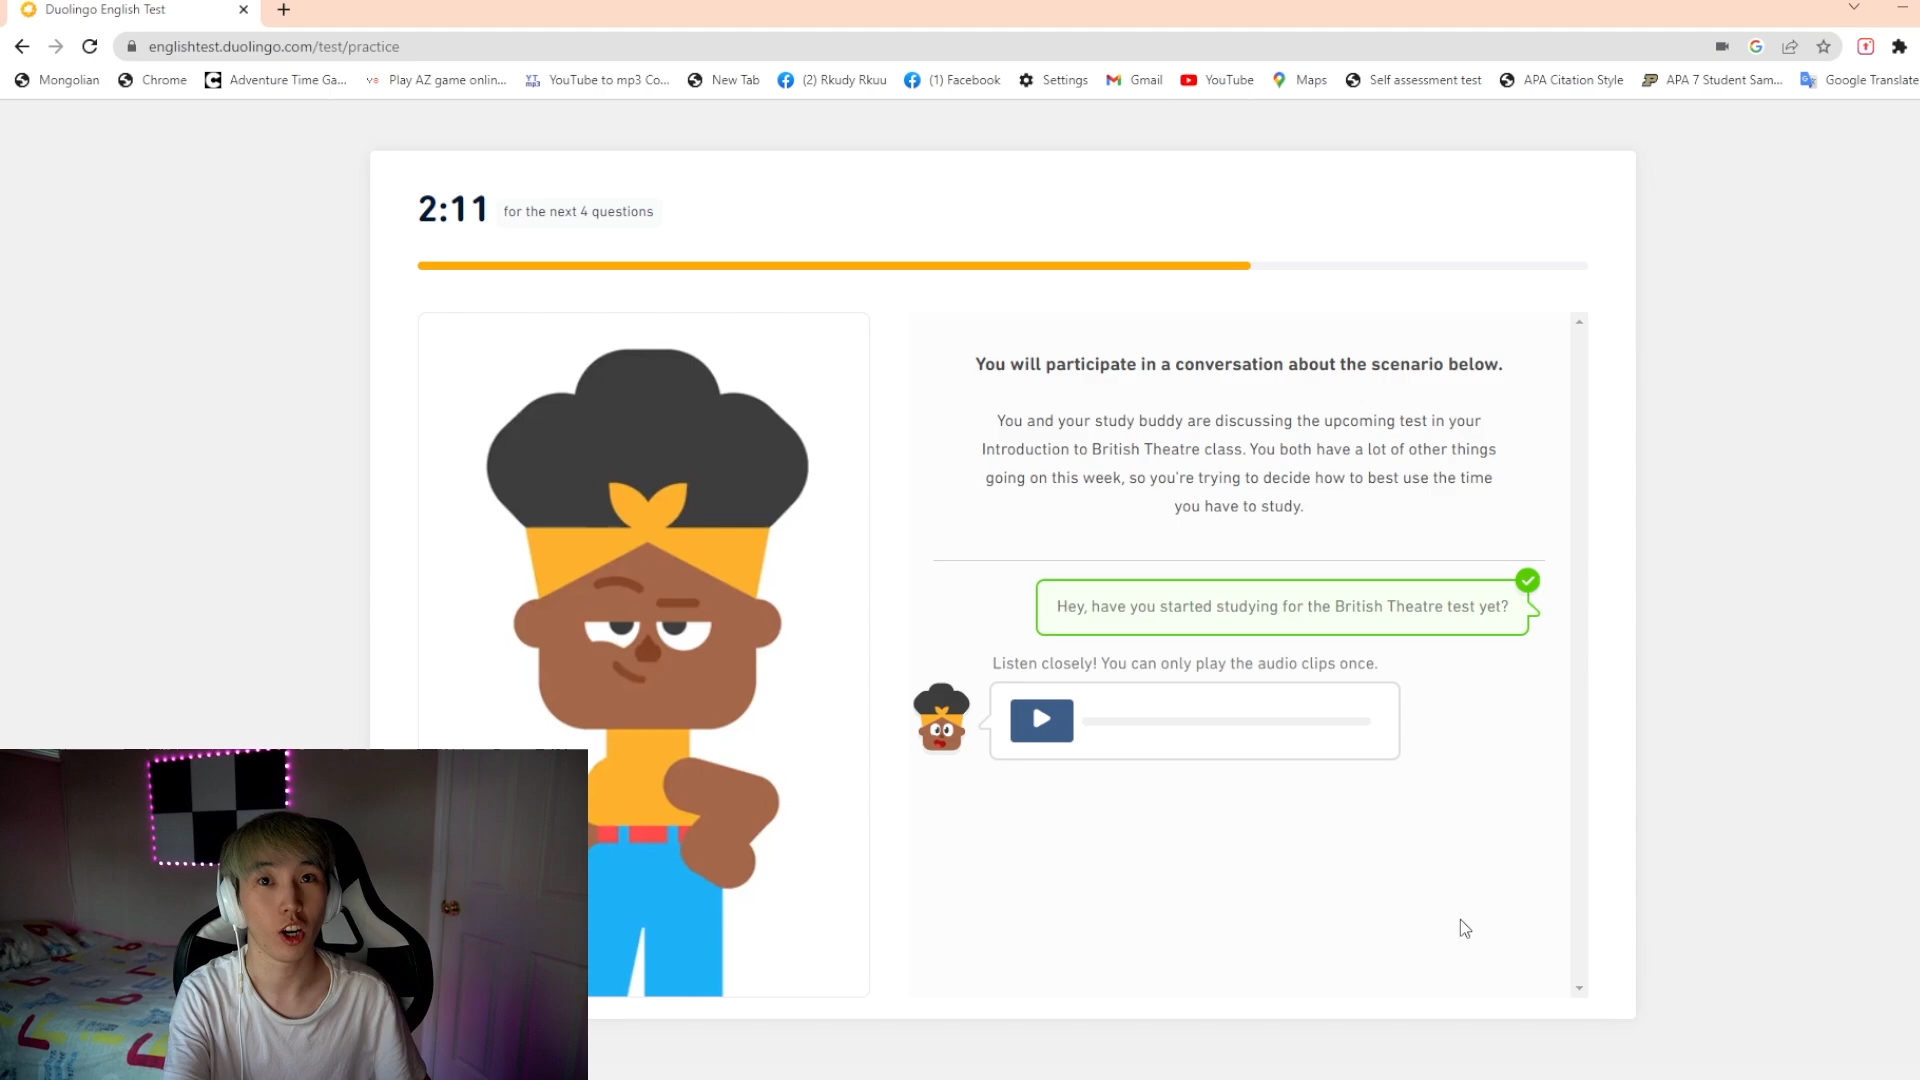 Duolingo English Test
englishtest.duolingo.com/test/practice
Mongolian
Chrome
Adventure Time Ga...
Play AZ game onlin...
YT mp3
YouTube to mp3 Co...
New Tab
(2) Rkudy Rkuu
(1) Facebook
Settings
Gmail
YouTube
Maps
Self assessment test
APA Citation Style
APA 7 Student Sam...
Google Translate
2:11 for the next 4 questions
You will participate in a conversation about the scenario below.
You and your study buddy are discussing the upcoming test in your
Introduction to British Theatre class. You both have a lot of other things
going on this week, so you're trying to decide how to best use the time
you have to study.
Hey, have you started studying for the British Theatre test yet?
Listen closely! You can only play the audio clips once.